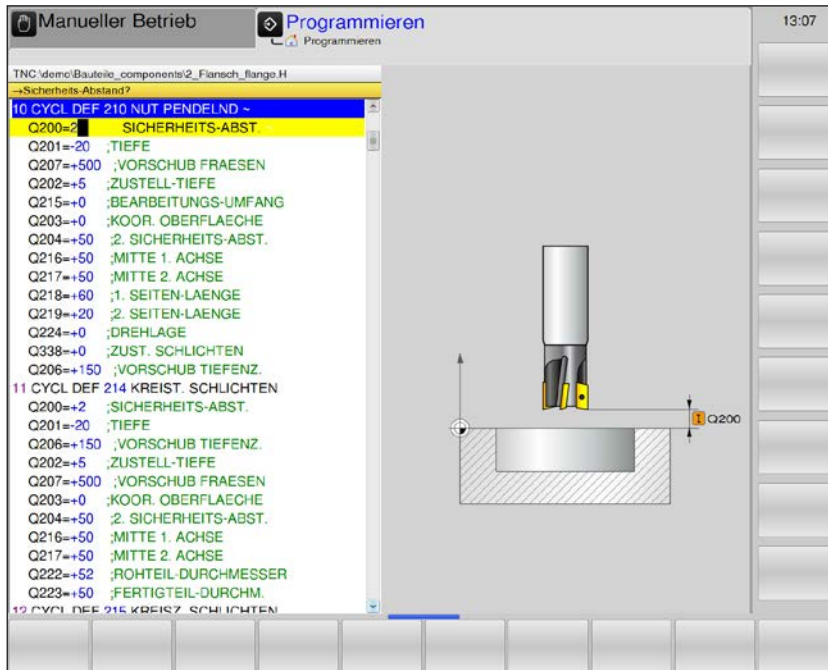 Manueller Betrieb
Programmieren
Programmieren
13:07
TNC:\demo\Bauteile_components\2_Flansch_flange.H
→Sicherheits-Abstand?
10 CYCL DEF 210 NUT PENDELND ~
Q200=2 SICHERHEITS-ABST.
Q201=-20 ;TIEFE
Q207=+500 ;VORSCHUB FRAESEN
Q202=+5 ;ZUSTELL-TIEFE
Q215=+0 ;BEARBEITUNGS-UMFANG
Q203=+0 ;KOOR. OBERFLAECHE
Q204=+50 ;2. SICHERHEITS-ABST.
Q216=+50 ;MITTE 1. ACHSE
Q217=+50 ;MITTE 2. ACHSE
Q218=+60 ;1. SEITEN-LAENGE
Q219=+20 ;2. SEITEN-LAENGE
Q224=+0 ;DREHLAGE
Q338=+0 ;ZUST. SCHLICHTEN
Q206=+150 ;VORSCHUB TIEFENZ.
11 CYCL DEF 214 KREIST. SCHLICHTEN
Q200=+2 ;SICHERHEITS-ABST.
Q201=-20 ;TIEFE
Q206=+150 ;VORSCHUB TIEFENZ.
Q202=+5 ;ZUSTELL-TIEFE
Q207=+500 ;VORSCHUB FRAESEN
Q203=+0 ;KOOR. OBERFLAECHE
Q204=+50 ;2. SICHERHEITS-ABST.
Q216=+50 ;MITTE 1. ACHSE
Q217=+50 ;MITTE 2. ACHSE
Q222=+52 ;ROHTEIL-DURCHMESSER
Q223=+50 ;FERTIGTEIL-DURCHM.
12 CYCL DEF 215 KREISZ. SCHLICHTEN
I Q200